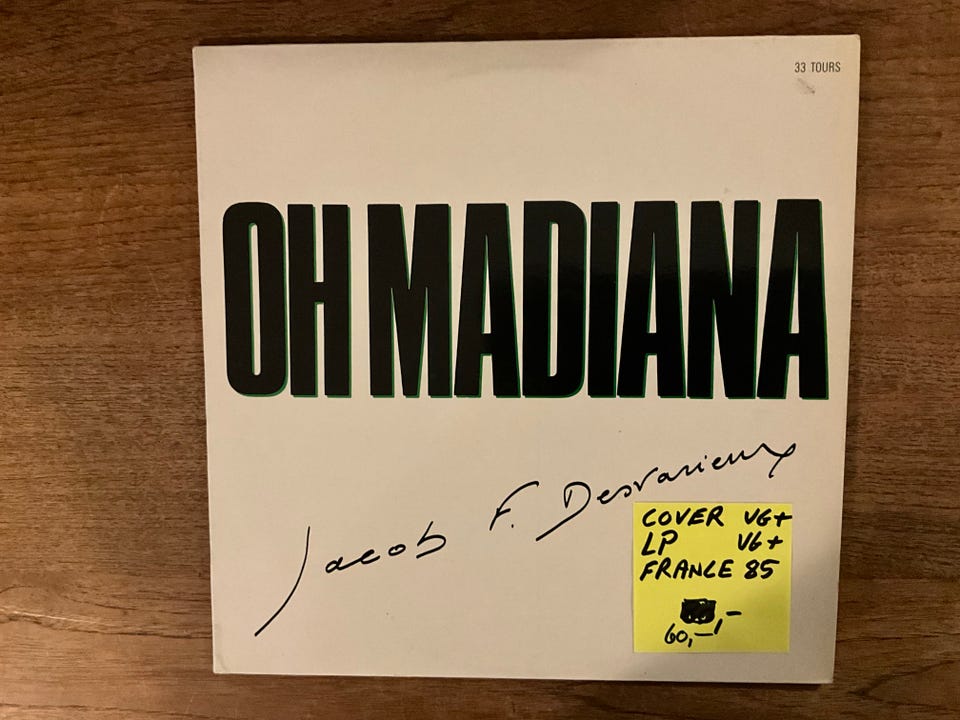 33 TOURS
OH MADIANA
Jacob F. Desvarieux
COVER VG+
LP VG+
FRANCE 85
60,-